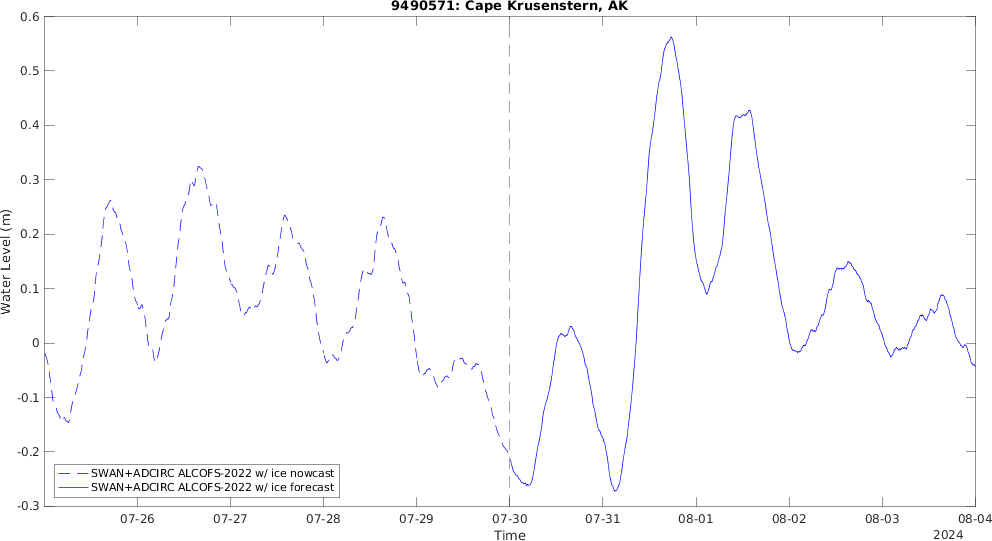 9490571: Cape Krusenstern, AK
0.6
0.5
0.4
0.3
0.2
0.1
0
-0.1
-0.2
-0.3
Water Level (m)
SWAN+ADCIRC ALCOFS-2022 w/ ice nowcast
SWAN+ADCIRC ALCOFS-2022 w/ ice forecast
07-26 07-27 07-28 07-29 07-30 07-31 08-01 08-02 08-03 08-04
Time
2024